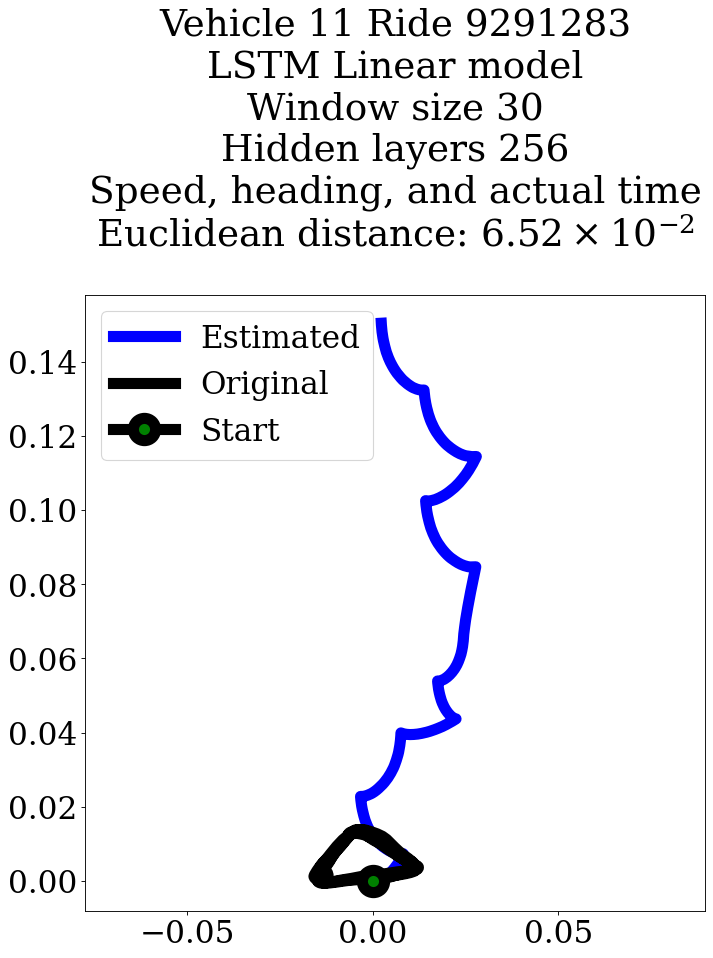 Vehicle 11 Ride 9291283
LSTM Linear model
Window size 30
Hidden layers 256
Speed, heading, and actual time
Euclidean distance: 6.52 × 10⁻²
Estimated
Original
Start
0.14
0.12
0.10
0.08
0.06
0.04
0.02
0.00
−0.05 0.00 0.05